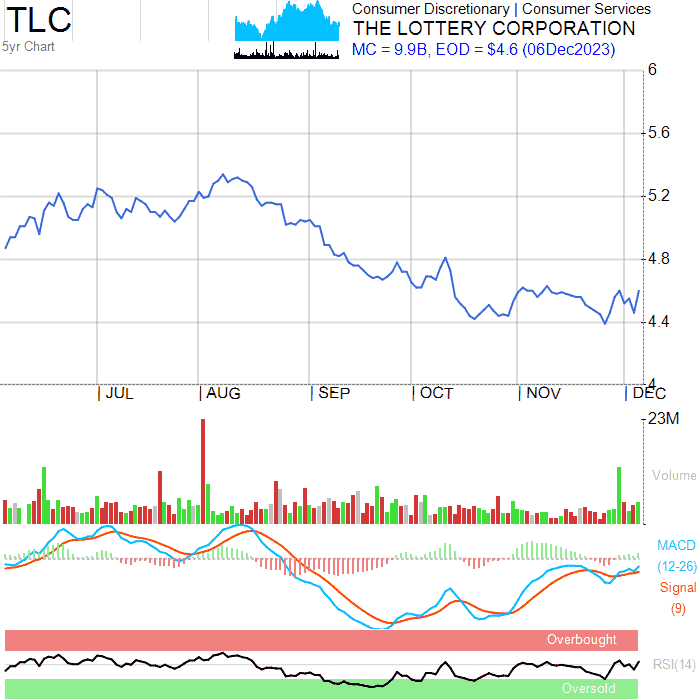 TLC
5yr Chart
Consumer Discretionary | Consumer Services
THE LOTTERY CORPORATION
MC = 9.9B, EOD = $4.6 (06Dec2023)
6
5.6
5.2
4.8
4.4
4
JUL AUG SEP OCT NOV DEC
23M
Volume
MACD
(12-26)
Signal
(9)
Overbought
RSI(14)
Oversold